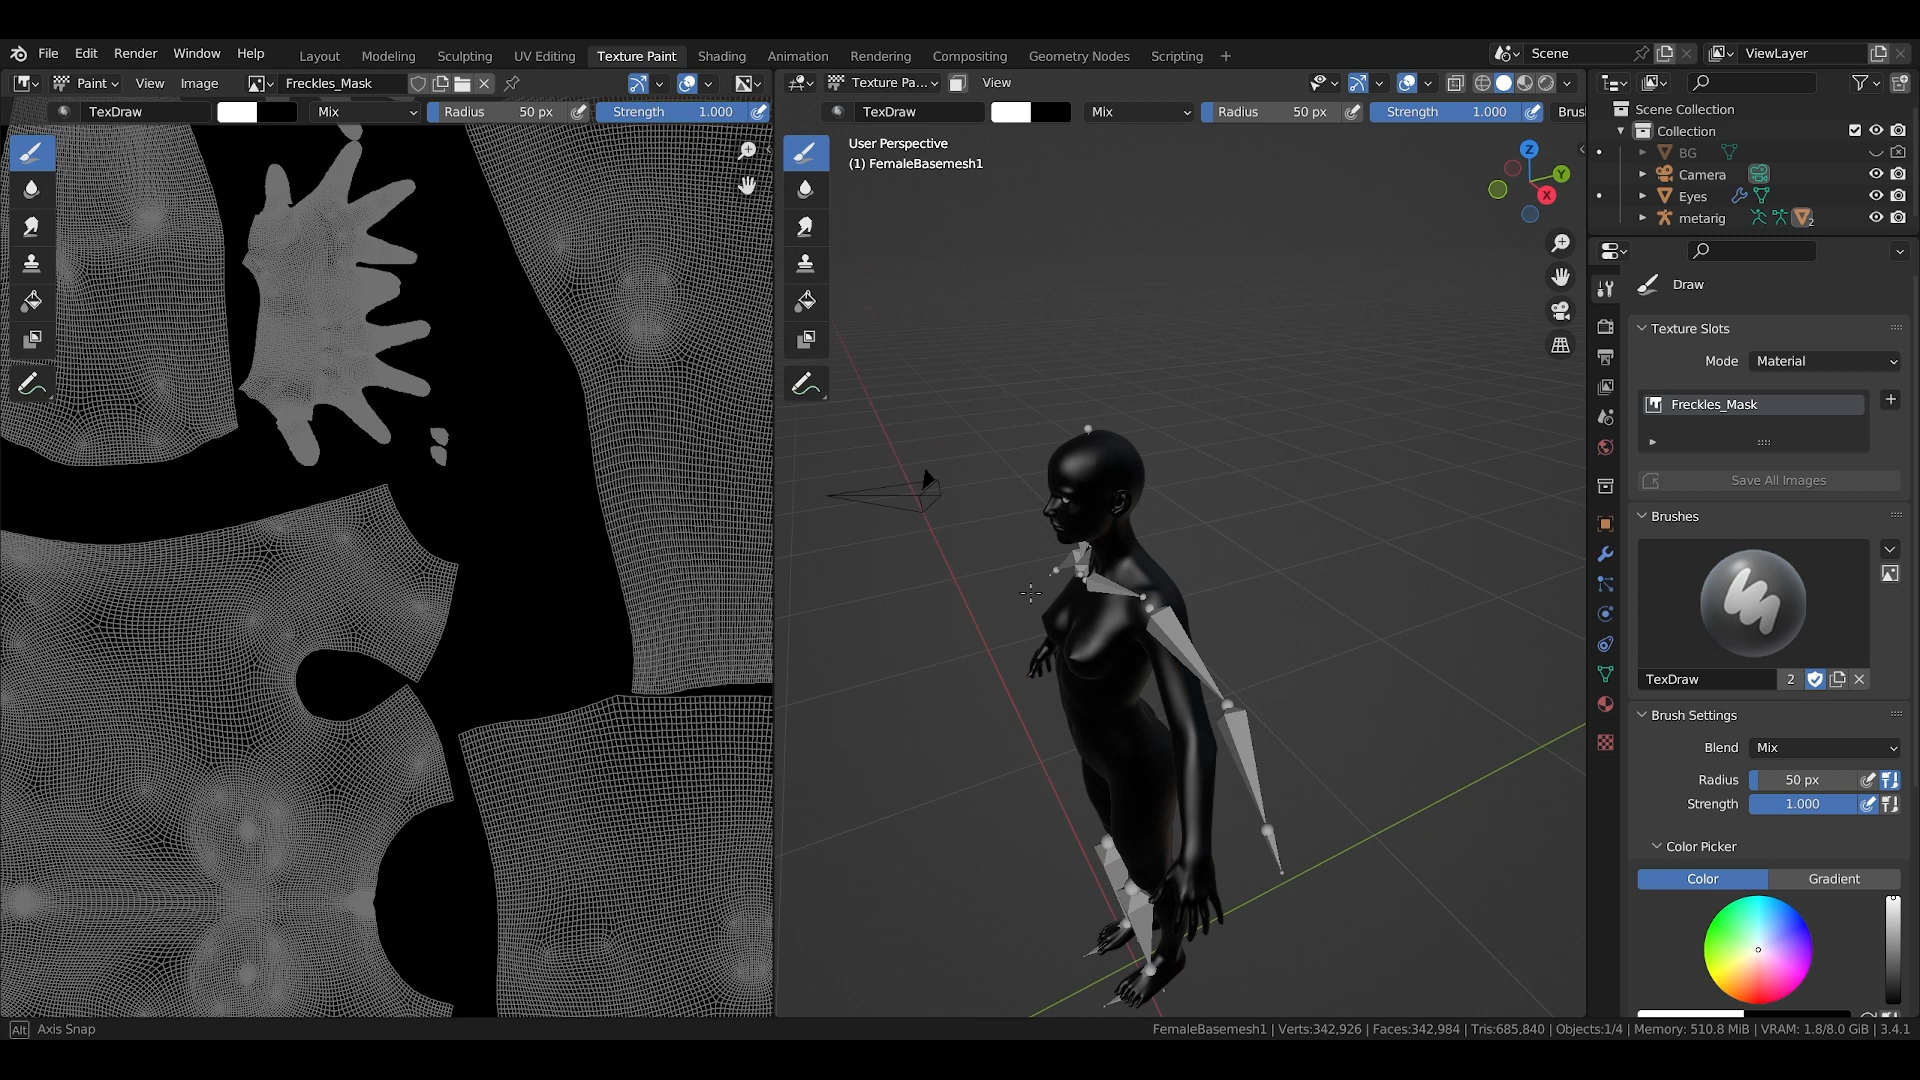 File Edit Render Window Help Layout Modeling Sculpting UV Editing Texture Paint Shading Animation Rendering Compositing Geometry Nodes Scripting + Scene ViewLayer
Paint View Image Freckles_Mask Texture Pa... View
TexDraw Mix Radius 50 px Strength 1.000 TexDraw Mix Radius 50 px Strength 1.000 Brus
User Perspective
(1) FemaleBasemesh1
Z
Y
X
Scene Collection
Collection
BG
Camera
Eyes
metarig 2
Draw
Texture Slots
Mode Material
Freckles_Mask
Save All Images
Brushes
TexDraw 2
Brush Settings
Blend Mix
Radius 50 px
Strength 1.000
Color Picker
Color Gradient
Alt Axis Snap
FemaleBasemesh1 | Verts:342,926 | Faces:342,984 | Tris:685,840 | Objects:1/4 | Memory: 510.8 MiB | VRAM: 1.8/8.0 GiB | 3.4.1